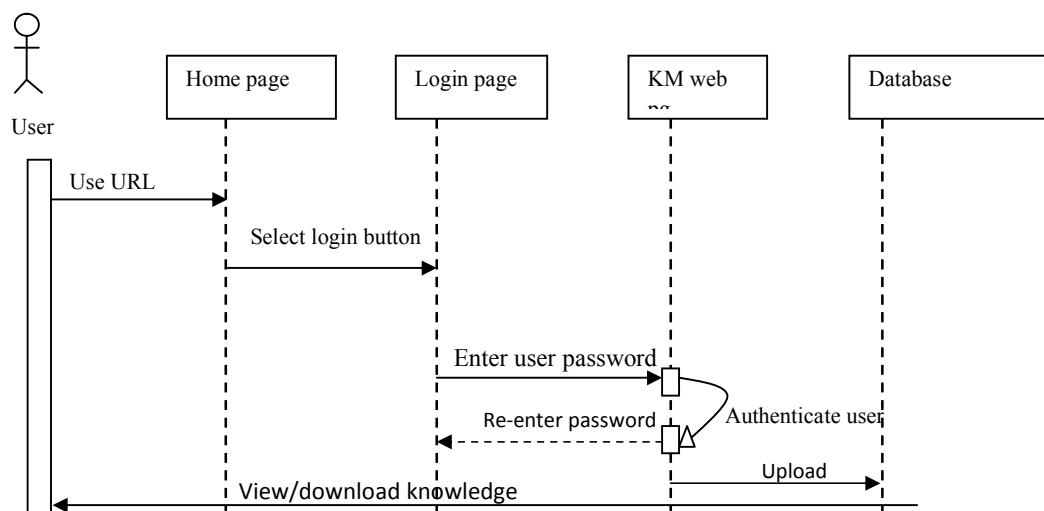 Home page
Login page
KM web
Database
User
Use URL
Select login button
Enter user password
Authenticate user
Re-enter password
Upload
View/download knowledge